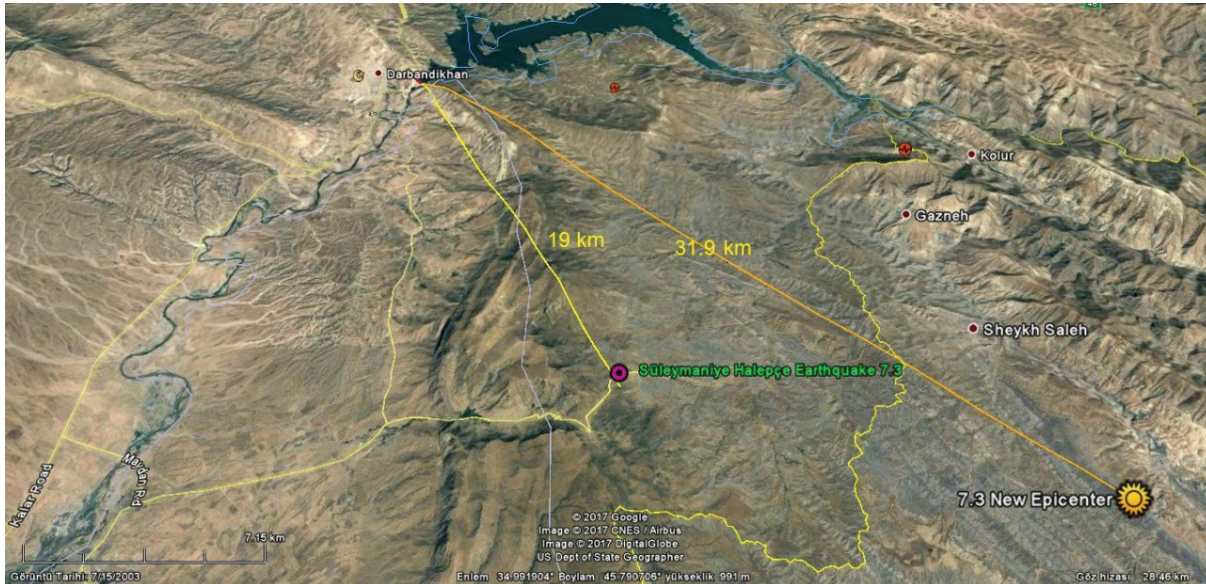 Darbandikhan
Kolur
Gazneh
19 km
31.9 km
Sheykh Saleh
Süleymaniye Halepçe Earthquake 7.3
Mardan Rd
Kalar Road
7.3 New Epicenter
© 2017 Google
Image © 2017 CNES / Airbus
Image © 2017 DigitalGlobe
US Dept of State Geographer
7.15 km
Görüntü Tarihi: 7/15/2003
Enlem 34.991904° Boylam 45.790706° yükseklik 991 m
Göz hizası 28.46 km